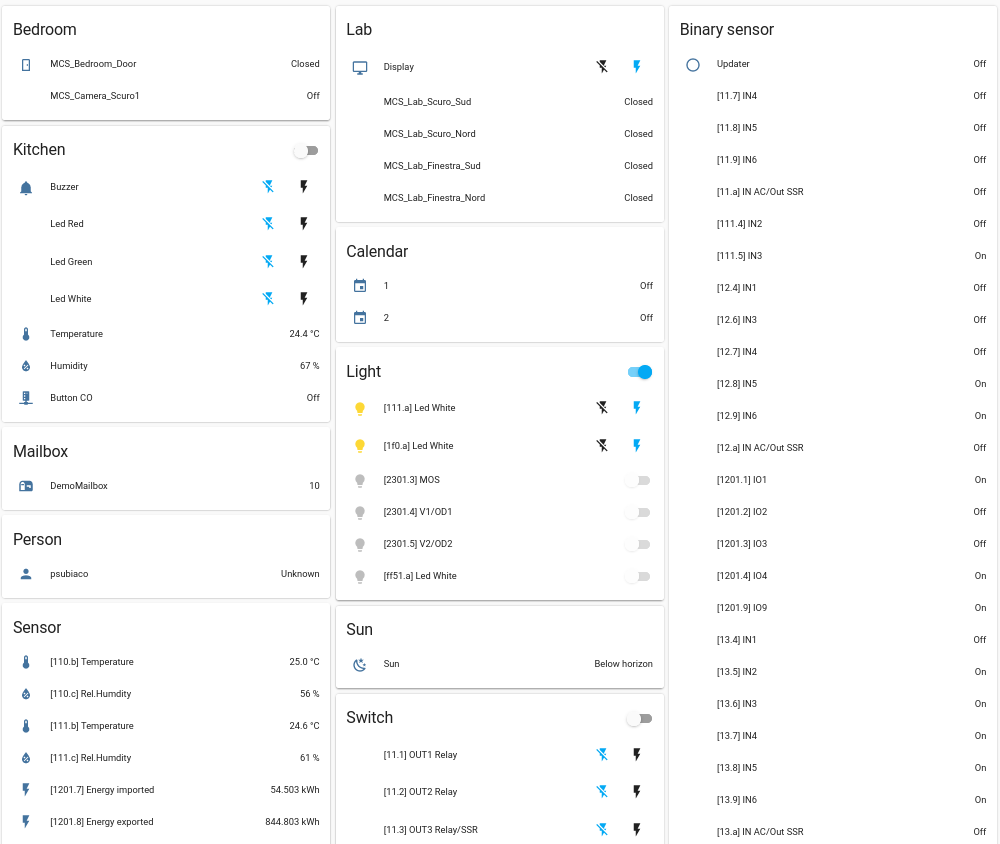 Bedroom
MCS_Bedroom_Door Closed
MCS_Camera_Scuro1 Off
Kitchen
Buzzer
Led Red
Led Green
Led White
Temperature 24.4 °C
Humidity 67 %
Button CO Off
Mailbox
DemoMailbox 10
Person
psubiaco Unknown
Sensor
[110.b] Temperature 25.0 °C
[110.c] Rel.Humdity 56 %
[111.b] Temperature 24.6 °C
[111.c] Rel.Humdity 61 %
[1201.7] Energy imported 54.503 kWh
[1201.8] Energy exported 844.803 kWh
Lab
Display
MCS_Lab_Scuro_Sud Closed
MCS_Lab_Scuro_Nord Closed
MCS_Lab_Finestra_Sud Closed
MCS_Lab_Finestra_Nord Closed
Calendar
1 Off
2 Off
Light
[111.a] Led White
[1f0.a] Led White
[2301.3] MOS
[2301.4] V1/OD1
[2301.5] V2/OD2
[ff51.a] Led White
Sun
Sun Below horizon
Switch
[11.1] OUT1 Relay
[11.2] OUT2 Relay
[11.3] OUT3 Relay/SSR
Binary sensor
Updater Off
[11.7] IN4 Off
[11.8] IN5 Off
[11.9] IN6 Off
[11.a] IN AC/Out SSR Off
[111.4] IN2 Off
[111.5] IN3 On
[12.4] IN1 Off
[12.6] IN3 Off
[12.7] IN4 Off
[12.8] IN5 On
[12.9] IN6 On
[12.a] IN AC/Out SSR Off
[1201.1] IO1 On
[1201.2] IO2 Off
[1201.3] IO3 Off
[1201.4] IO4 On
[1201.9] IO9 On
[13.4] IN1 Off
[13.5] IN2 On
[13.6] IN3 On
[13.7] IN4 On
[13.8] IN5 On
[13.9] IN6 On
[13.a] IN AC/Out SSR Off